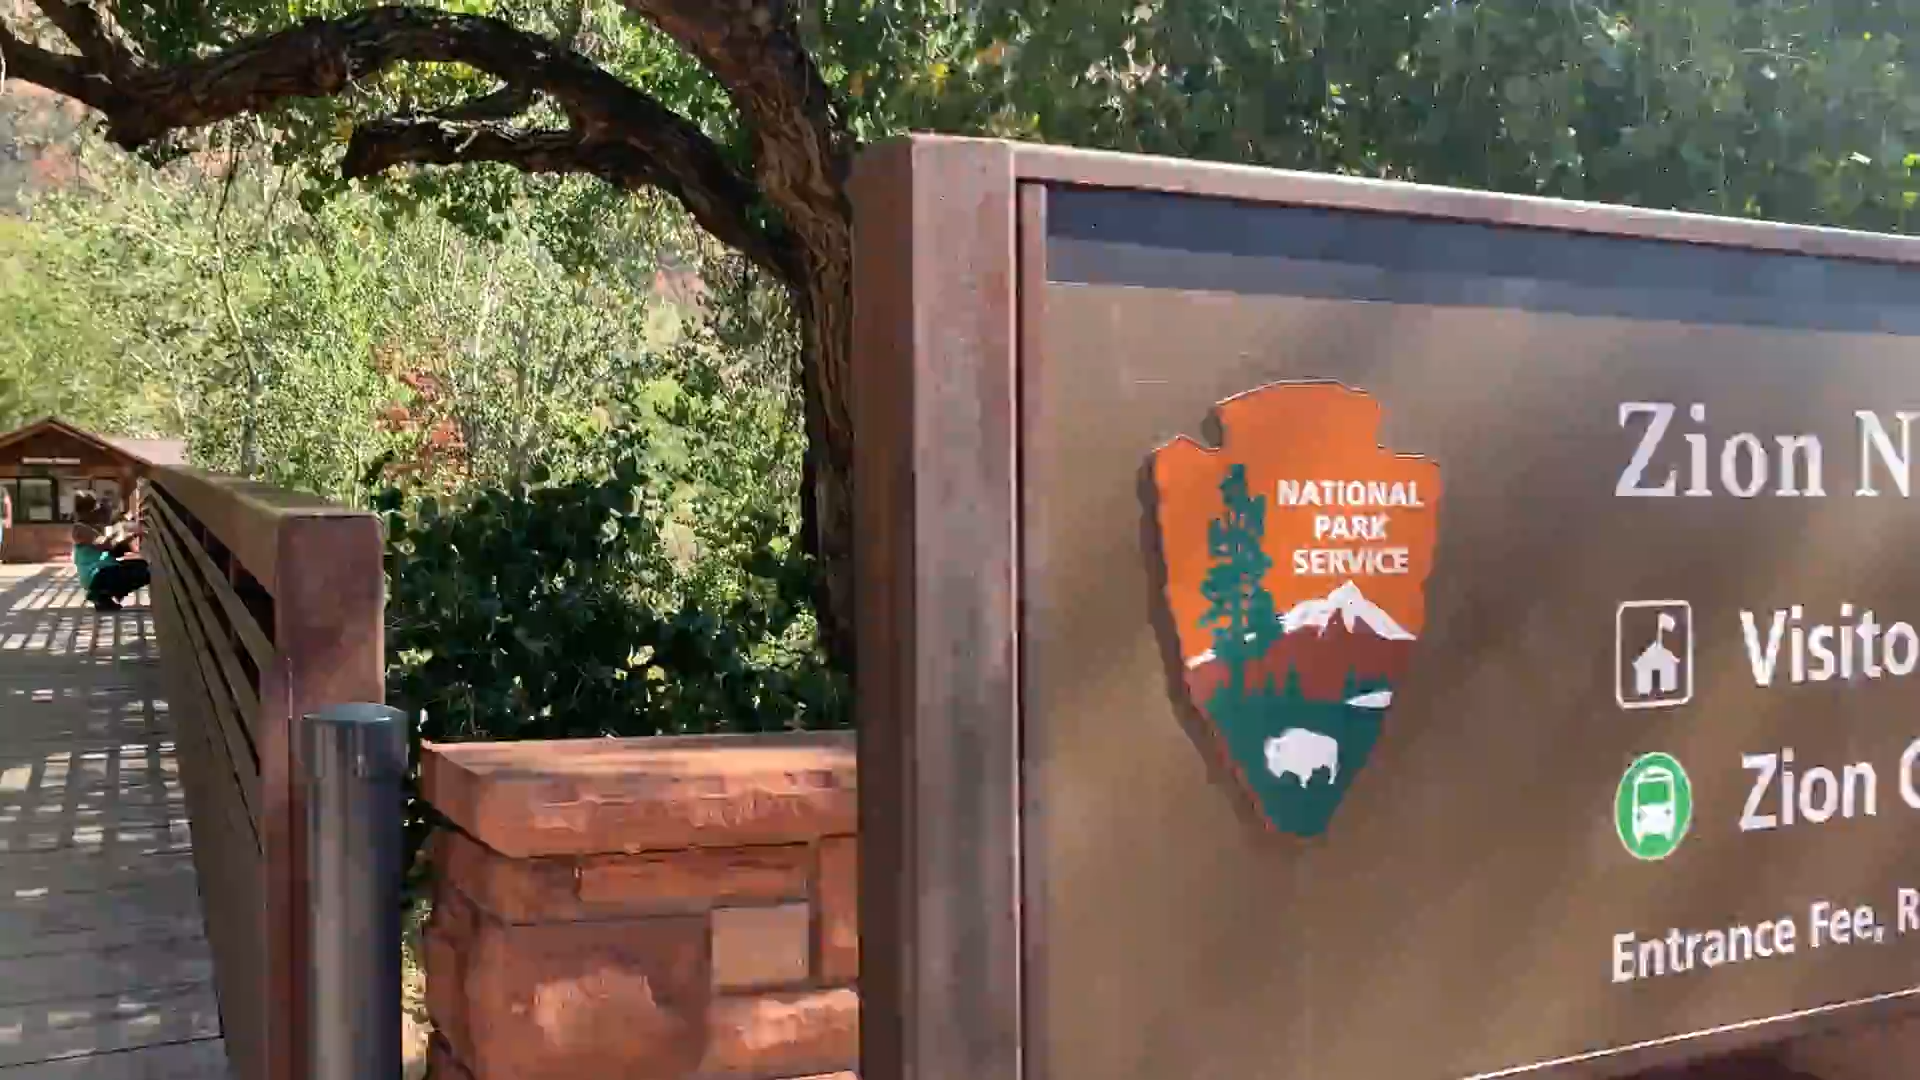 NATIONAL
PARK
SERVICE
Zion N
Visito
Zion C
Entrance Fee, R